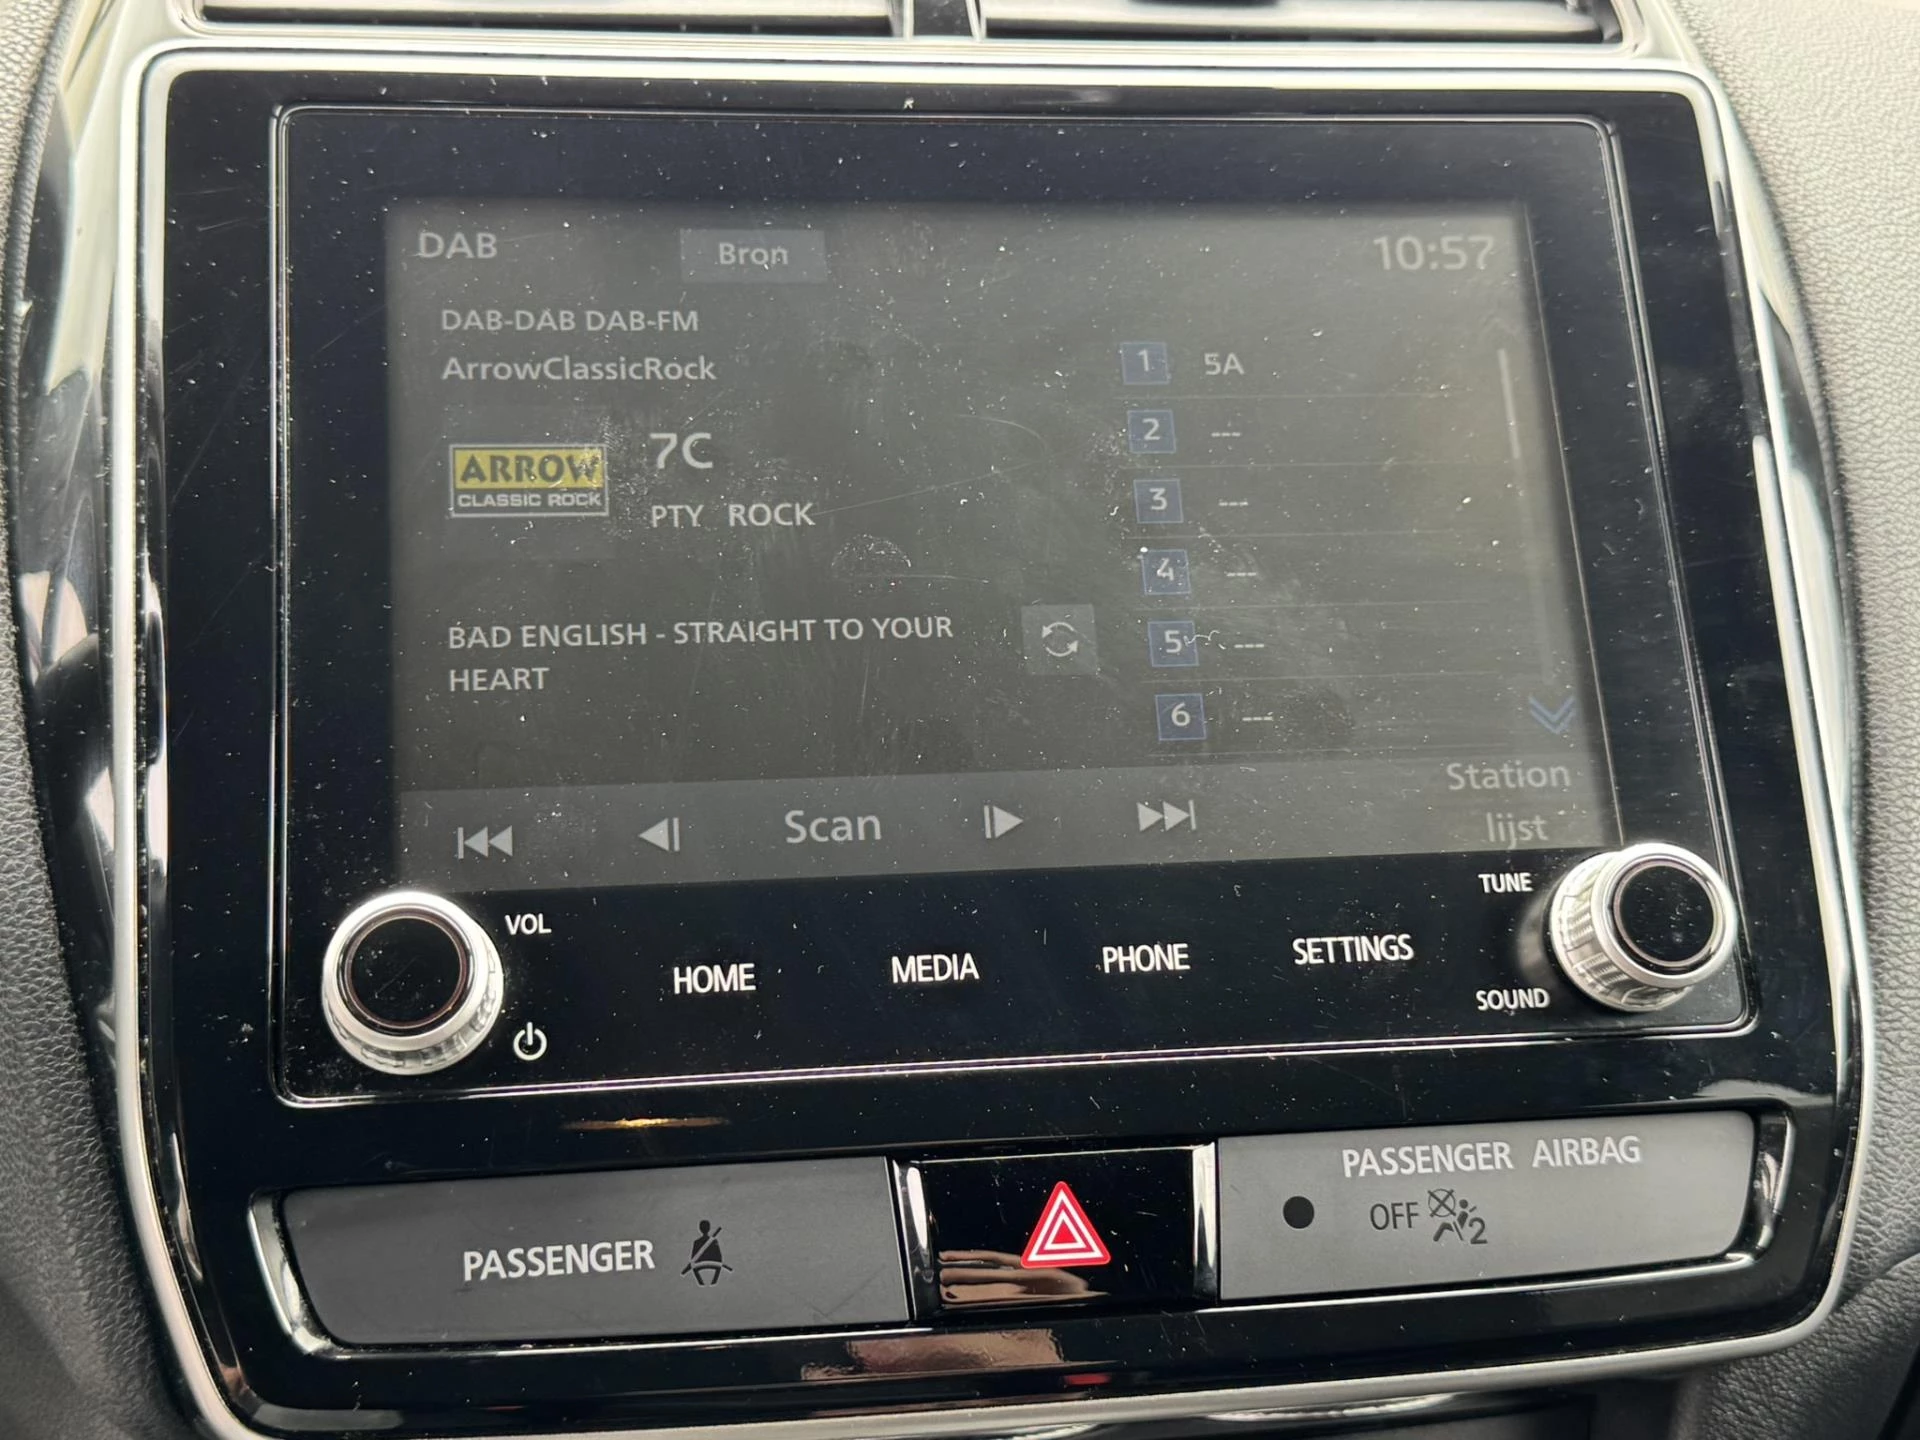 DAB Bron 10:57
DAB-DAB DAB-FM
ArrowClassicRock
ARROW
CLASSIC ROCK
7C
PTY ROCK
BAD ENGLISH - STRAIGHT TO YOUR
HEART
1 5A
2 ---
3 ---
4 ---
5 ---
6 ---
Scan
Station
lijst
VOL
HOME
MEDIA
PHONE
SETTINGS
TUNE
SOUND
PASSENGER
PASSENGER AIRBAG
OFF 2